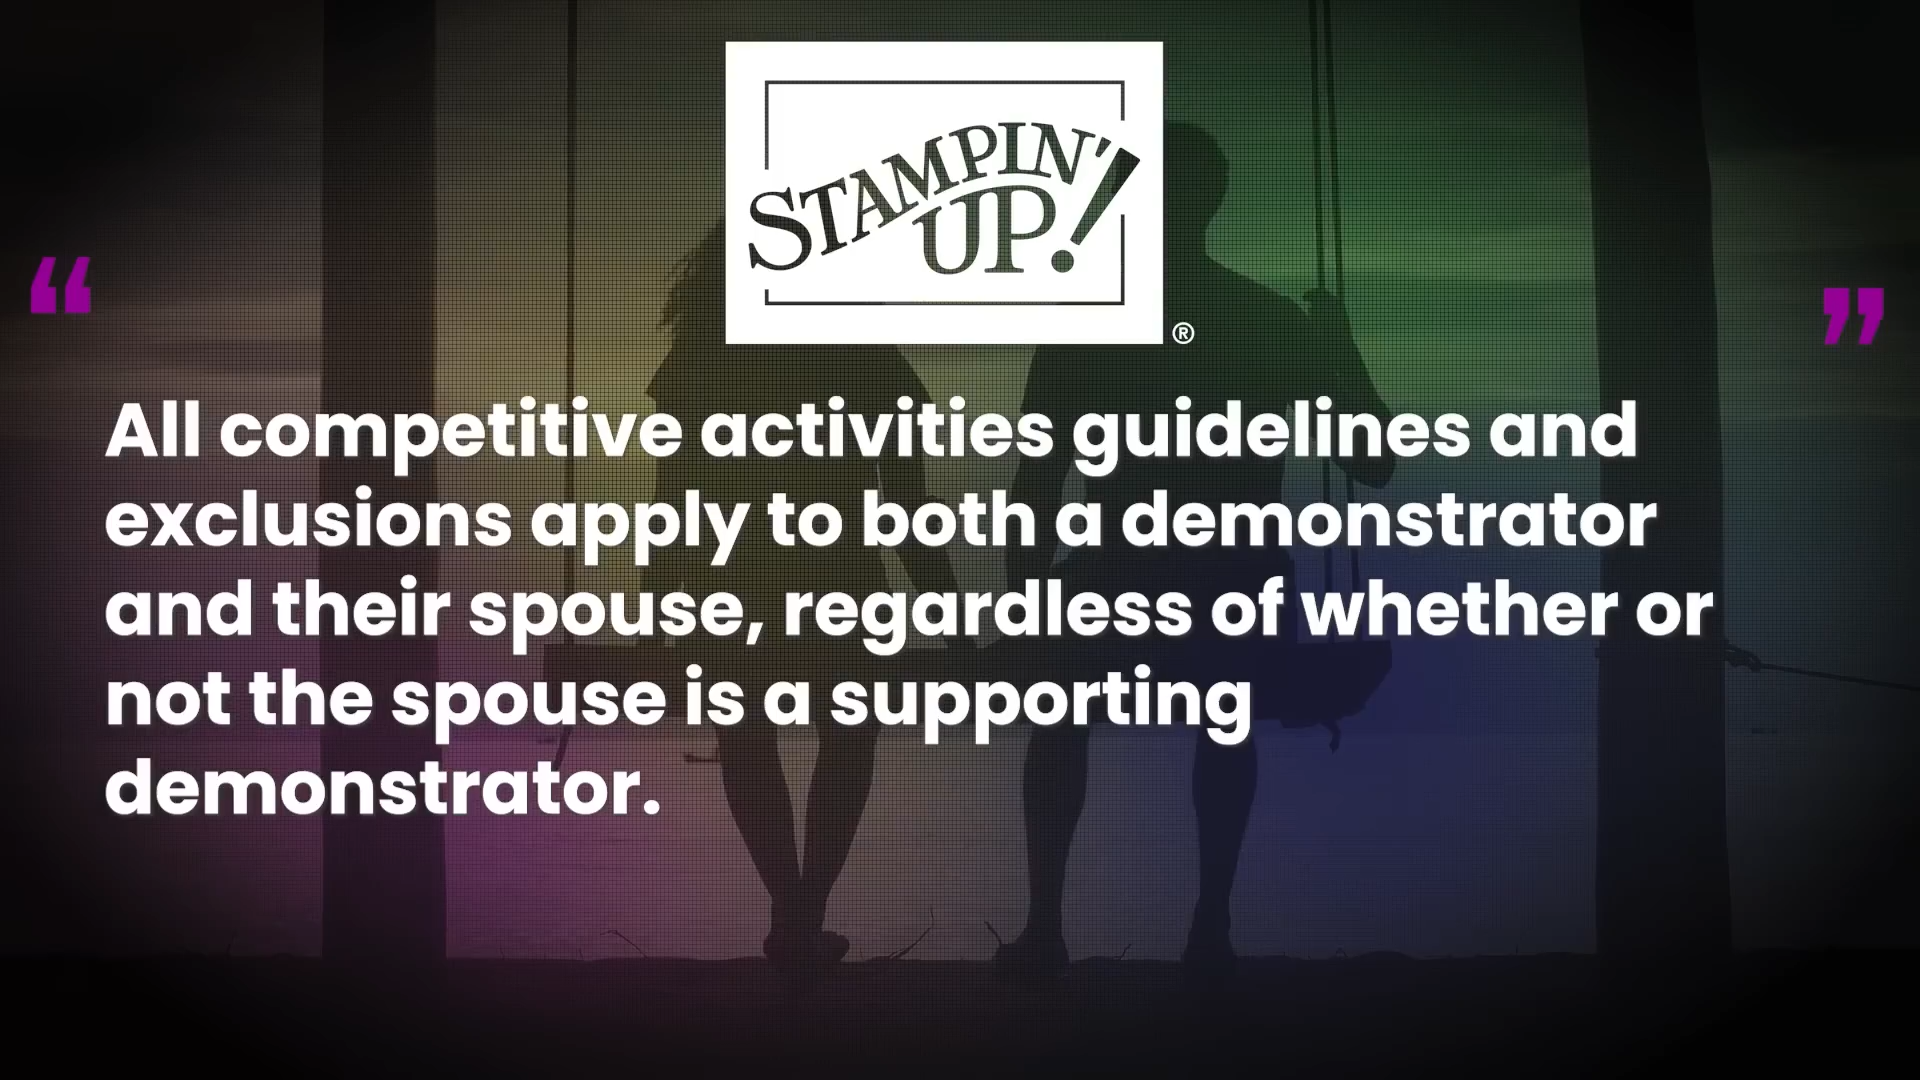 STAMPIN'
UP!
®
“
”
All competitive activities guidelines and
exclusions apply to both a demonstrator
and their spouse, regardless of whether or
not the spouse is a supporting
demonstrator.